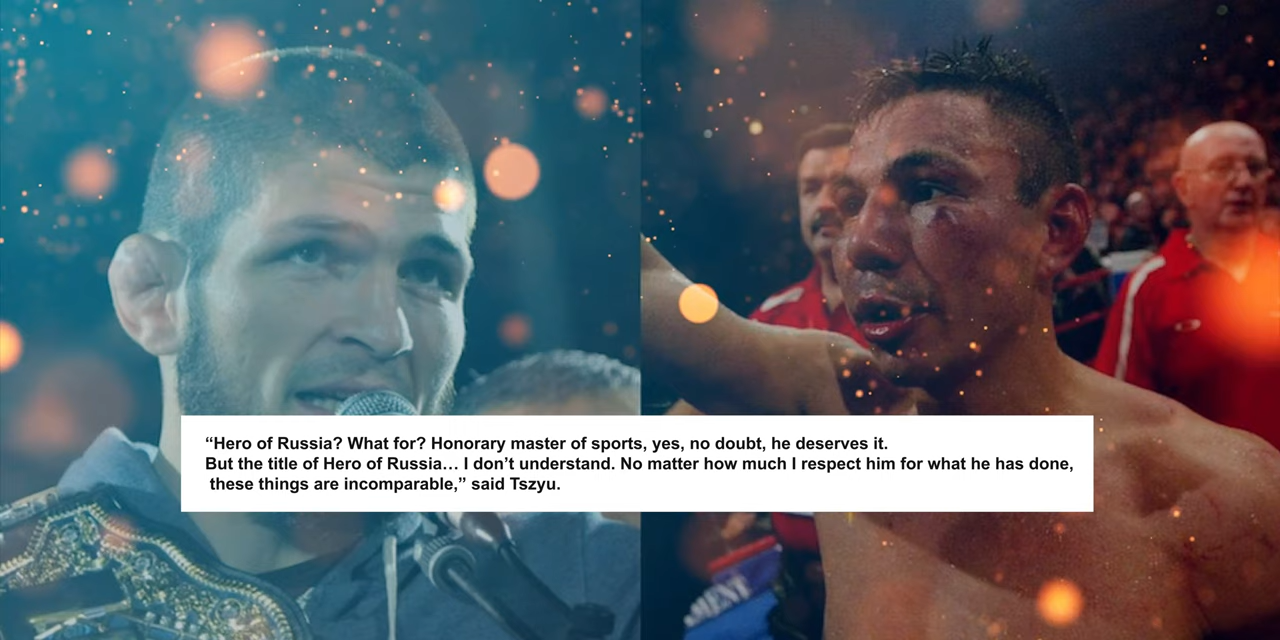 “Hero of Russia? What for? Honorary master of sports, yes, no doubt, he deserves it.
But the title of Hero of Russia… I don’t understand. No matter how much I respect him for what he has done,
these things are incomparable,” said Tszyu.